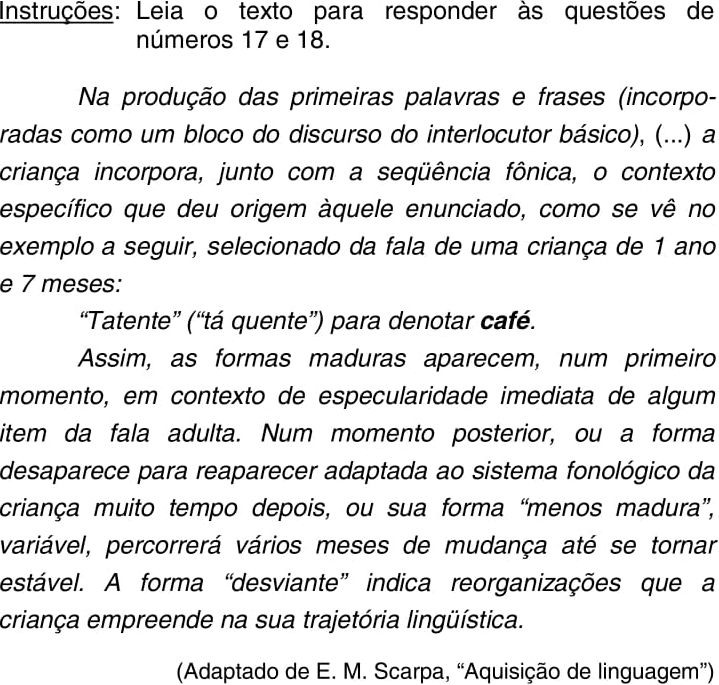 Instruções: Leia o texto para responder às questões de
números 17 e 18.
Na produção das primeiras palavras e frases (incorpo-
radas como um bloco do discurso do interlocutor básico), (...) a
criança incorpora, junto com a seqüência fônica, o contexto
específico que deu origem àquele enunciado, como se vê no
exemplo a seguir, selecionado da fala de uma criança de 1 ano
e 7 meses:
“Tatente” (“tá quente”) para denotar café.
Assim, as formas maduras aparecem, num primeiro
momento, em contexto de especularidade imediata de algum
item da fala adulta. Num momento posterior, ou a forma
desaparece para reaparecer adaptada ao sistema fonológico da
criança muito tempo depois, ou sua forma “menos madura”,
variável, percorrerá vários meses de mudança até se tornar
estável. A forma “desviante” indica reorganizações que a
criança empreende na sua trajetória lingüística.
(Adaptado de E. M. Scarpa, “Aquisição de linguagem”)